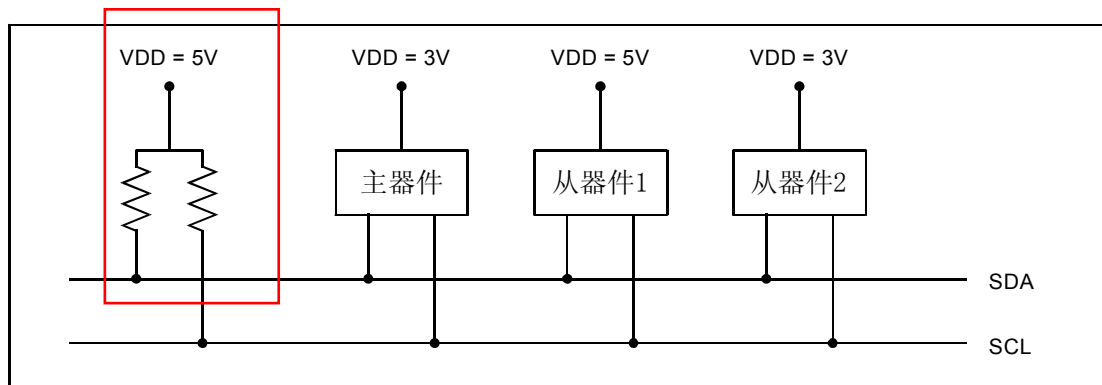 VDD = 5V
VDD = 3V
VDD = 5V
VDD = 3V
主器件
从器件1
从器件2
SDA
SCL